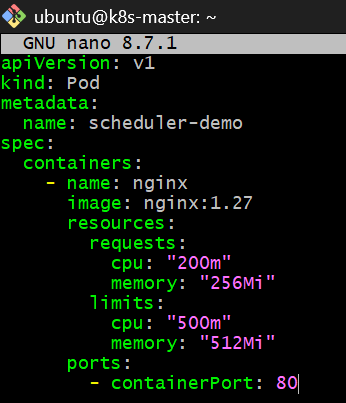 ubuntu@k8s-master: ~
GNU nano 8.7.1
apiVersion: v1
kind: Pod
metadata:
  name: scheduler-demo
spec:
  containers:
    - name: nginx
      image: nginx:1.27
      resources:
        requests:
          cpu: "200m"
          memory: "256Mi"
        limits:
          cpu: "500m"
          memory: "512Mi"
      ports:
        - containerPort: 80